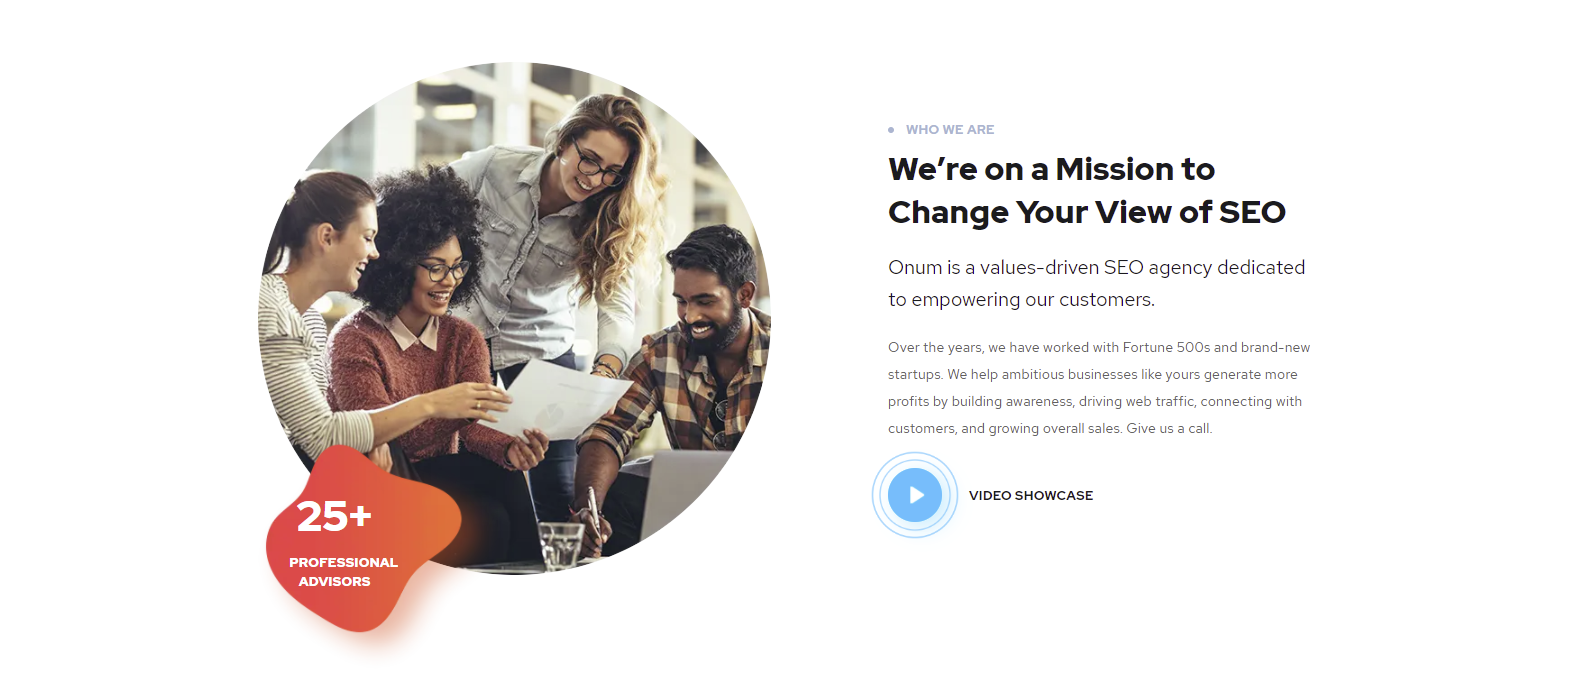 WHO WE ARE
We’re on a Mission to
Change Your View of SEO
Onum is a values-driven SEO agency dedicated
to empowering our customers.
Over the years, we have worked with Fortune 500s and brand-new
startups. We help ambitious businesses like yours generate more
profits by building awareness, driving web traffic, connecting with
customers, and growing overall sales. Give us a call.
VIDEO SHOWCASE
25+
PROFESSIONAL
ADVISORS